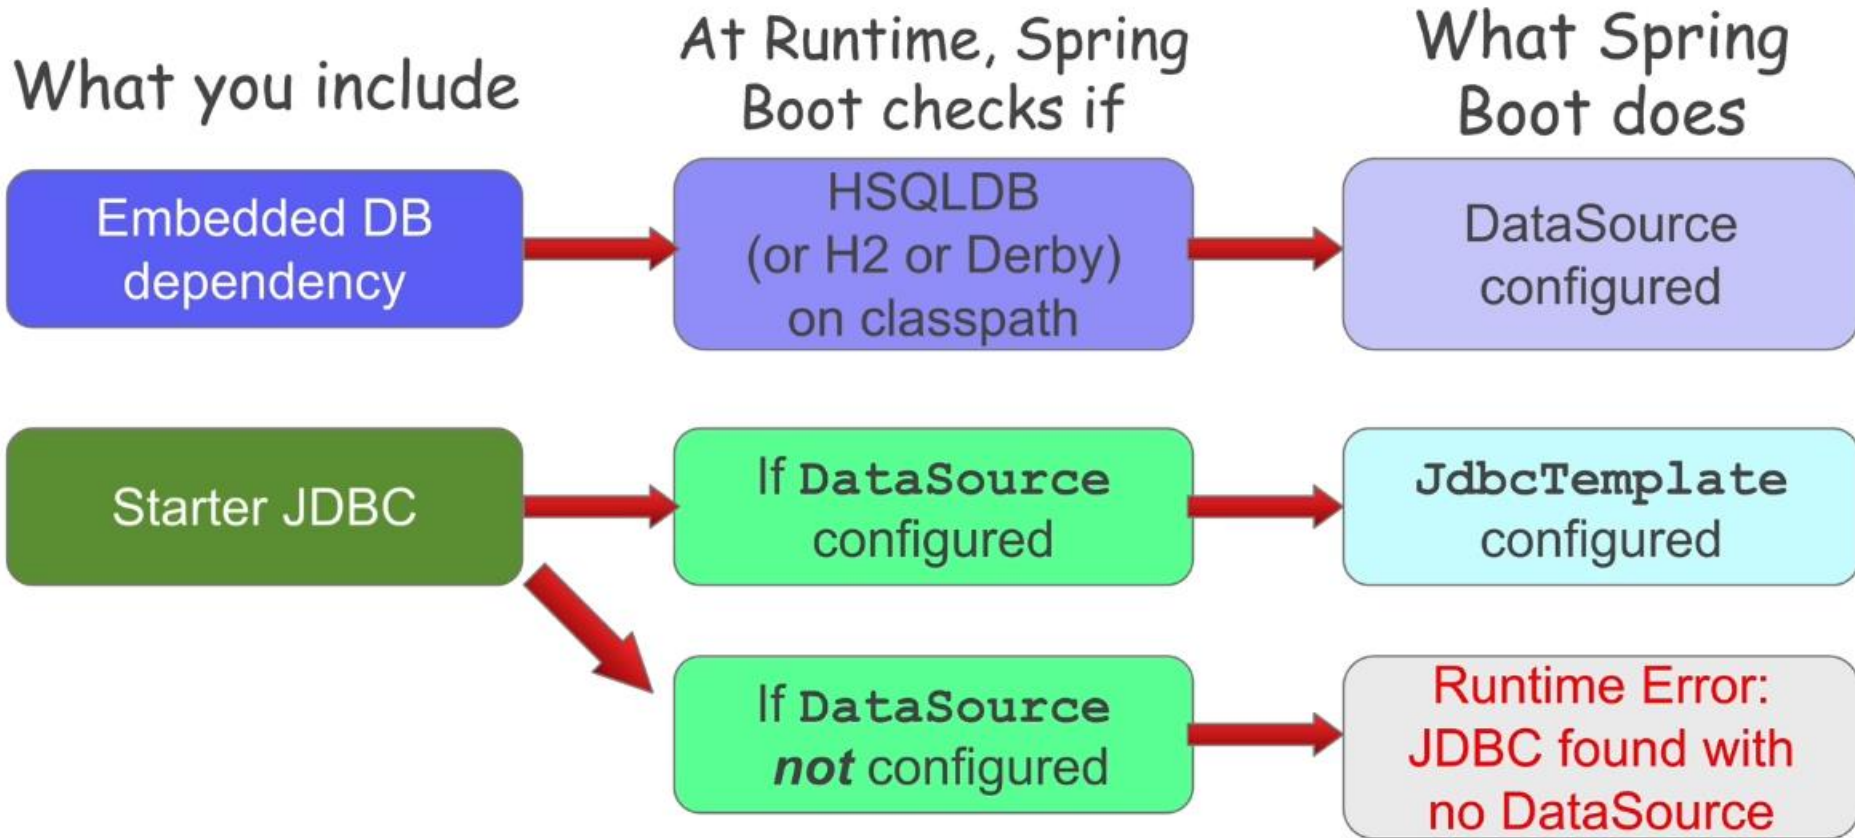 What you include
At Runtime, Spring
Boot checks if
What Spring
Boot does
Embedded DB
dependency
HSQLDB
(or H2 or Derby)
on classpath
DataSource
configured
Starter JDBC
If DataSource
configured
JdbcTemplate
configured
If DataSource
not configured
Runtime Error:
JDBC found with
no DataSource